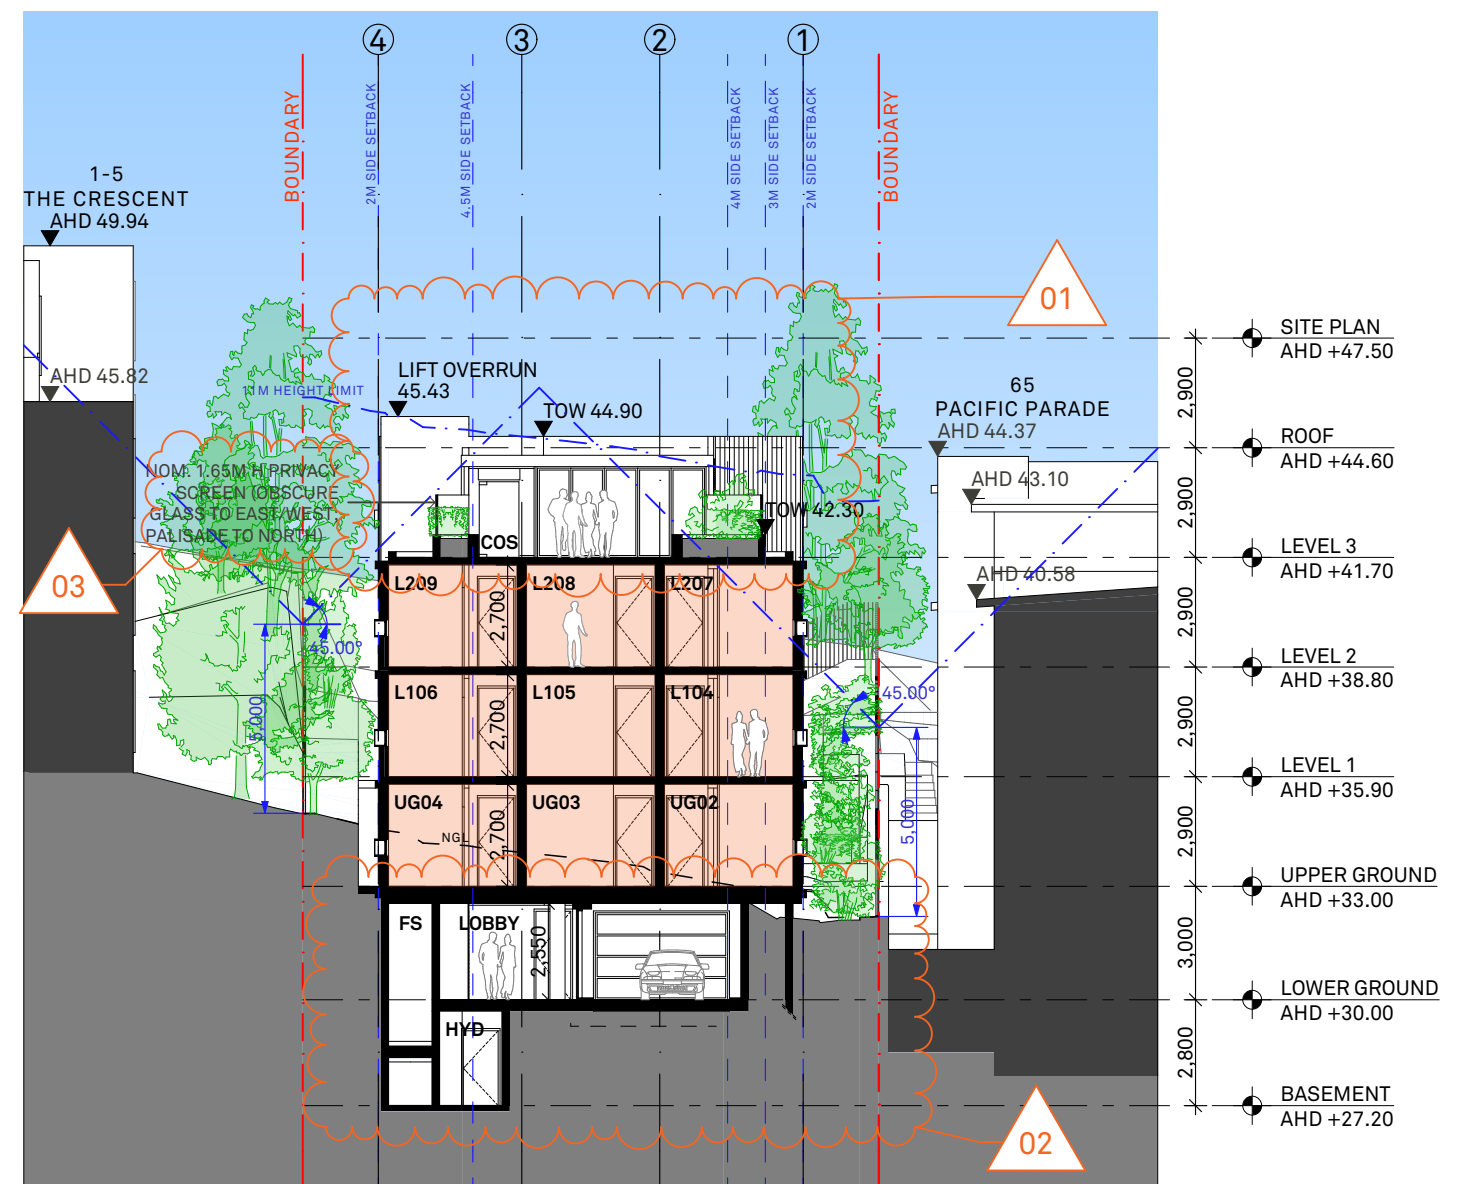 4
3
2
1
BOUNDARY
2M SIDE SETBACK
4.5M SIDE SETBACK
4M SIDE SETBACK
3M SIDE SETBACK
2M SIDE SETBACK
BOUNDARY
1-5
THE CRESCENT
AHD 49.94
01
SITE PLAN
AHD +47.50
AHD 45.82
11M HEIGHT LIMIT
LIFT OVERRUN
45.43
TOW 44.90
65
PACIFIC PARADE
AHD 44.37
2,900
ROOF
AHD +44.60
NOM. 1.65M H PRIVACY
SCREEN (OBSCURE
GLASS TO EAST/WEST,
PALISADE TO NORTH)
AHD 43.10
TOW 42.30
2,900
COS
LEVEL 3
AHD +41.70
03
L209
L208
L207
AHD 40.58
2,700
2,900
45.00°
LEVEL 2
AHD +38.80
L106
L105
L104
45.00°
5,000
2,700
2,900
LEVEL 1
AHD +35.90
UG04
UG03
UG02
NGL
2,700
5,000
2,900
UPPER GROUND
AHD +33.00
FS
LOBBY
2,550
3,000
LOWER GROUND
AHD +30.00
HYD
2,800
BASEMENT
AHD +27.20
02